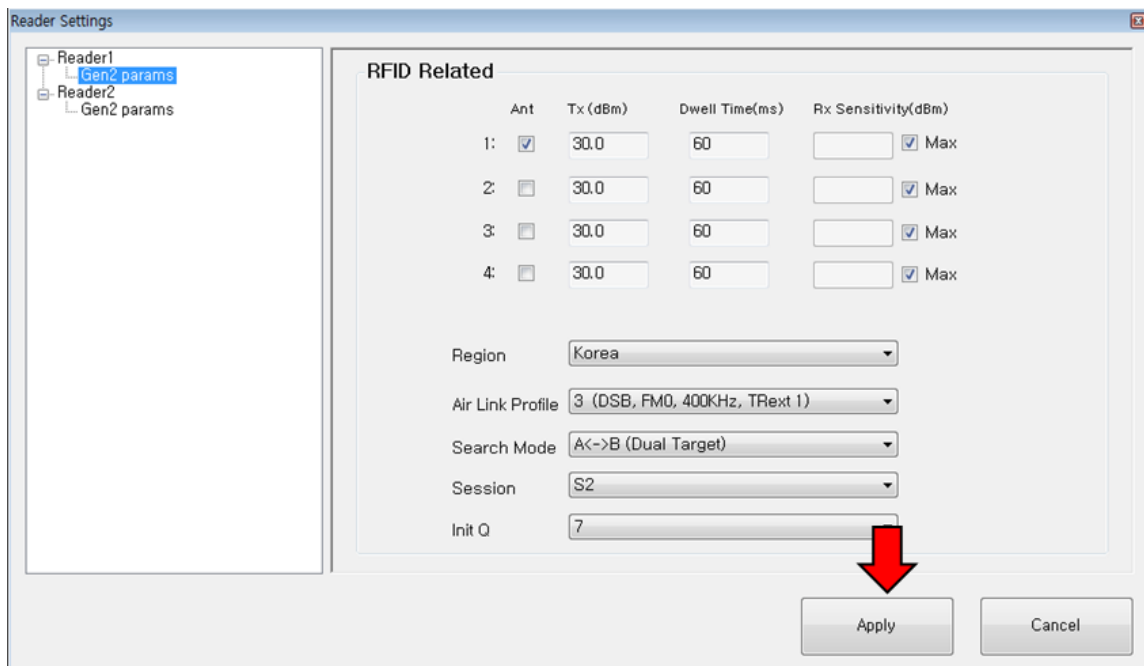 Reader Settings
Reader1
Gen2 params
Reader2
Gen2 params
RFID Related
Ant Tx (dBm) Dwell Time(ms) Rx Sensitivity(dBm)
1: 30.0 60 Max
2: 30.0 60 Max
3: 30.0 60 Max
4: 30.0 60 Max
Region Korea
Air Link Profile 3 (DSB, FM0, 400KHz, TRext 1)
Search Mode A<->B (Dual Target)
Session S2
Init Q 7
Apply Cancel